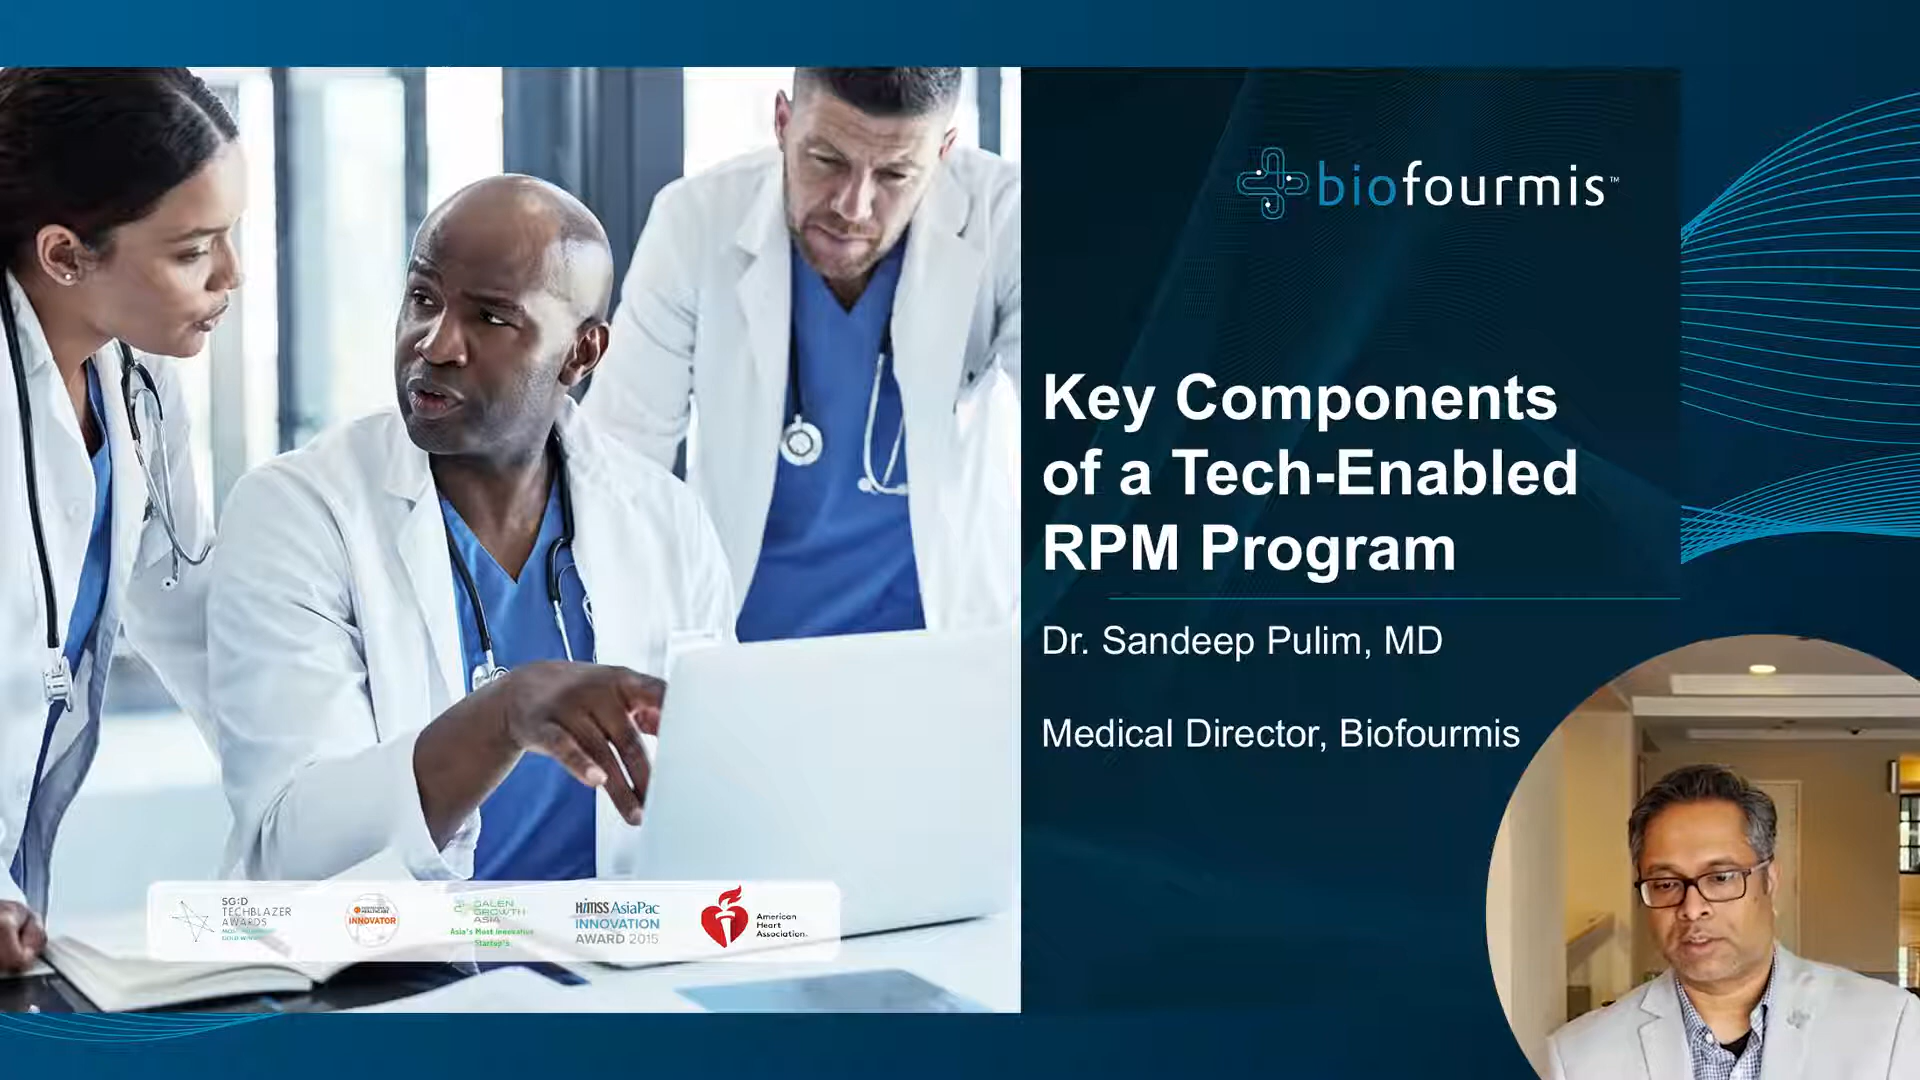 biofourmis™
Key Components
of a Tech-Enabled
RPM Program
Dr. Sandeep Pulim, MD
Medical Director, Biofourmis
SG:D
TECHBLAZER
AWARDS
INNOVATOR
GALEN
GROWTH
ASIA
Asia's Most Innovative
Startup's
HiMSS AsiaPac
INNOVATION
AWARD 2015
American
Heart
Association.